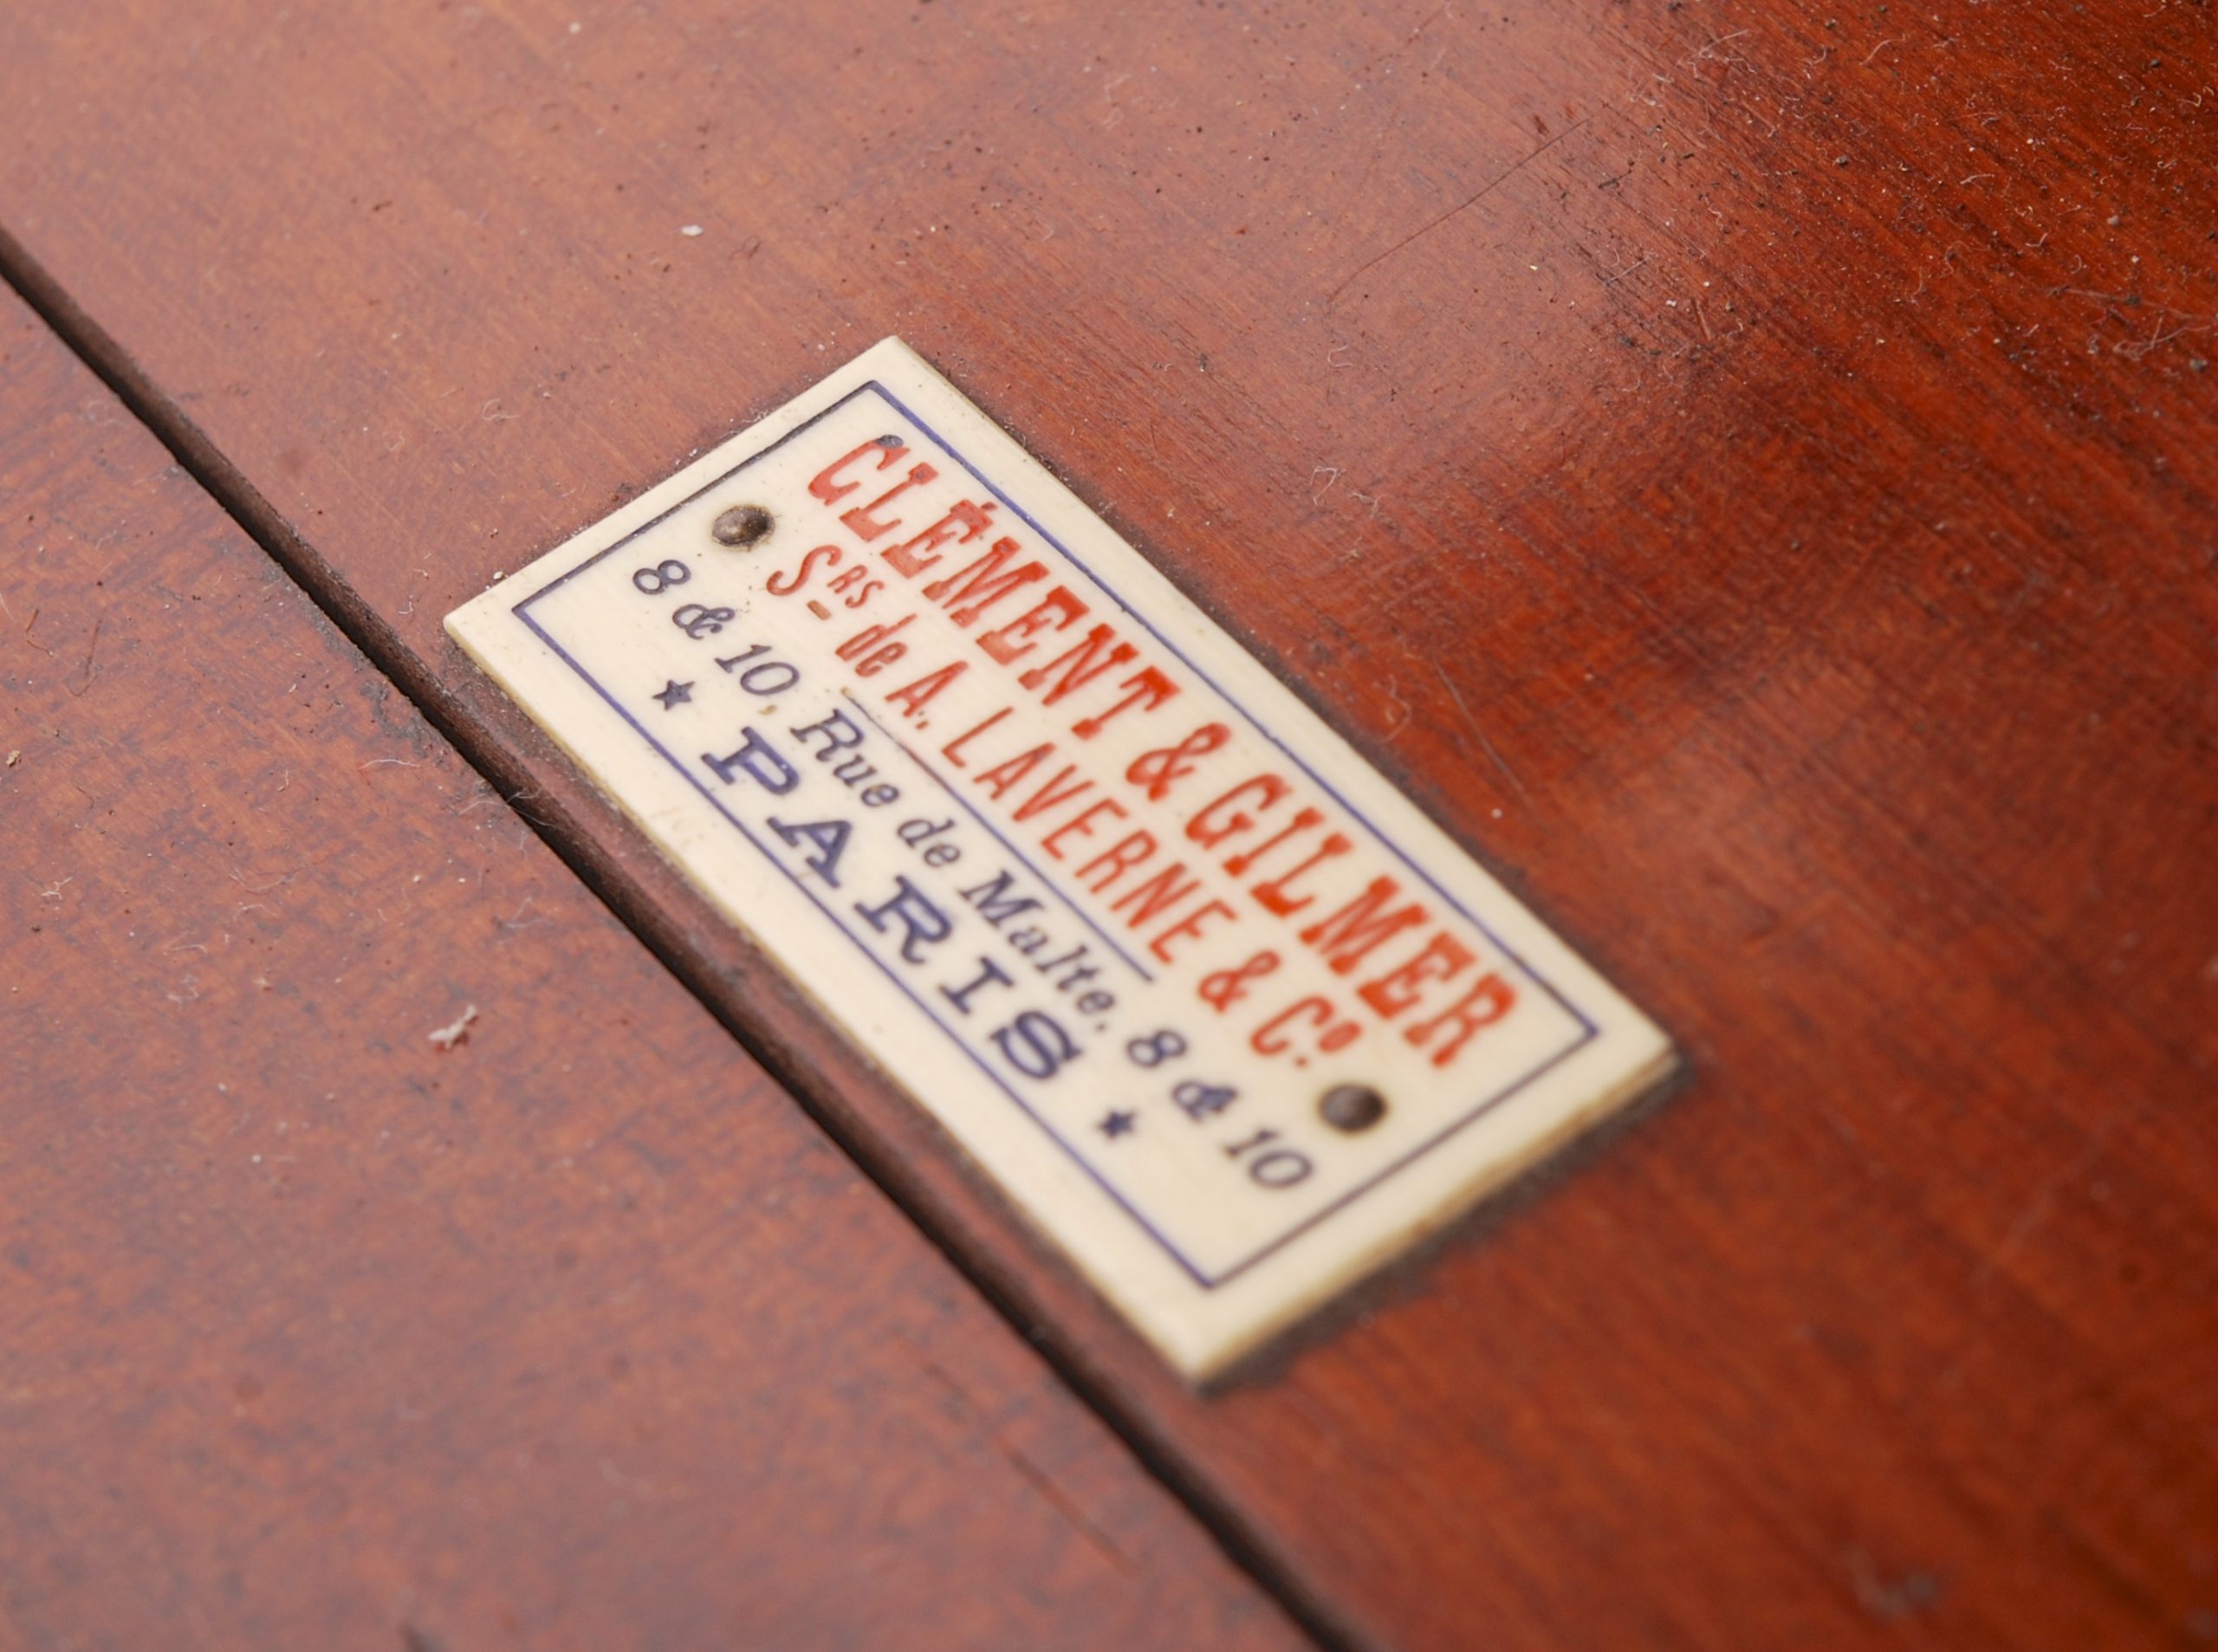 CLÉMENT & GILMER
Srs de A. LAVERNE & Co.
8 & 10, Rue de Malte, 8 & 10
★ PARIS ★